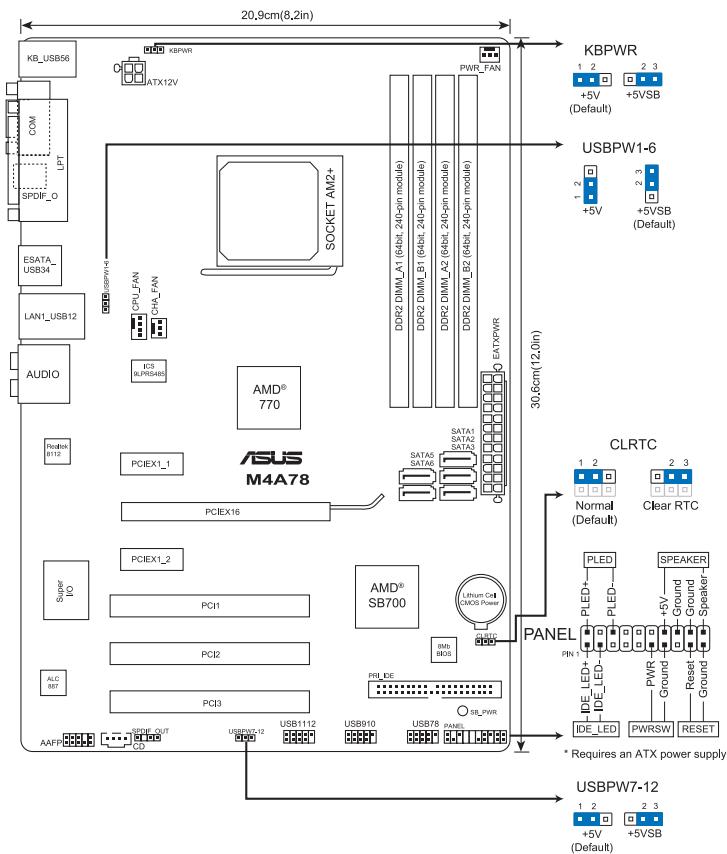 20.9cm(8.2in)
KB_USB56
KBPWR
ATX12V
PWR_FAN
KBPWR
1 2
2 3
+5V
(Default)
+5VSB
COM
LPT
SPDIF_O
SOCKET AM2+
DDR2 DIMM_A1 (64bit, 240-pin module)
DDR2 DIMM_B1 (64bit, 240-pin module)
DDR2 DIMM_A2 (64bit, 240-pin module)
DDR2 DIMM_B2 (64bit, 240-pin module)
USBPW1-6
1 2
2 3
+5V
+5VSB
(Default)
ESATA_
USB34
USBPW1-6
CPU_FAN
CHA_FAN
LAN1_USB12
EATXPWR
30.6cm(12.0in)
AUDIO
ICS
9LPRS485
AMD®
770
Realtek
8112
PCIEX1_1
ASUS
M4A78
SATA1
SATA2
SATA3
SATA5
SATA6
CLRTC
1 2
2 3
Normal
(Default)
Clear RTC
PCIEX16
PCIEX1_2
Super
I/O
AMD®
SB700
Lithium Cell
CMOS Power
PCI1
CLRTC
8Mb
BIOS
PCI2
ALC
887
PRI_IDE
PCI3
SB_PWR
PLED
SPEAKER
PLED+
PLED-
+5V
Ground
Ground
Speaker
PANEL
PIN 1
IDE_LED+
IDE_LED-
PWR
Ground
Reset
Ground
IDE_LED
PWRSW
RESET
* Requires an ATX power supply
AAFP
CD
SPDIF_OUT
USBPW7-12
USB1112
USB910
USB78
PANEL
USBPW7-12
1 2
2 3
+5V
(Default)
+5VSB